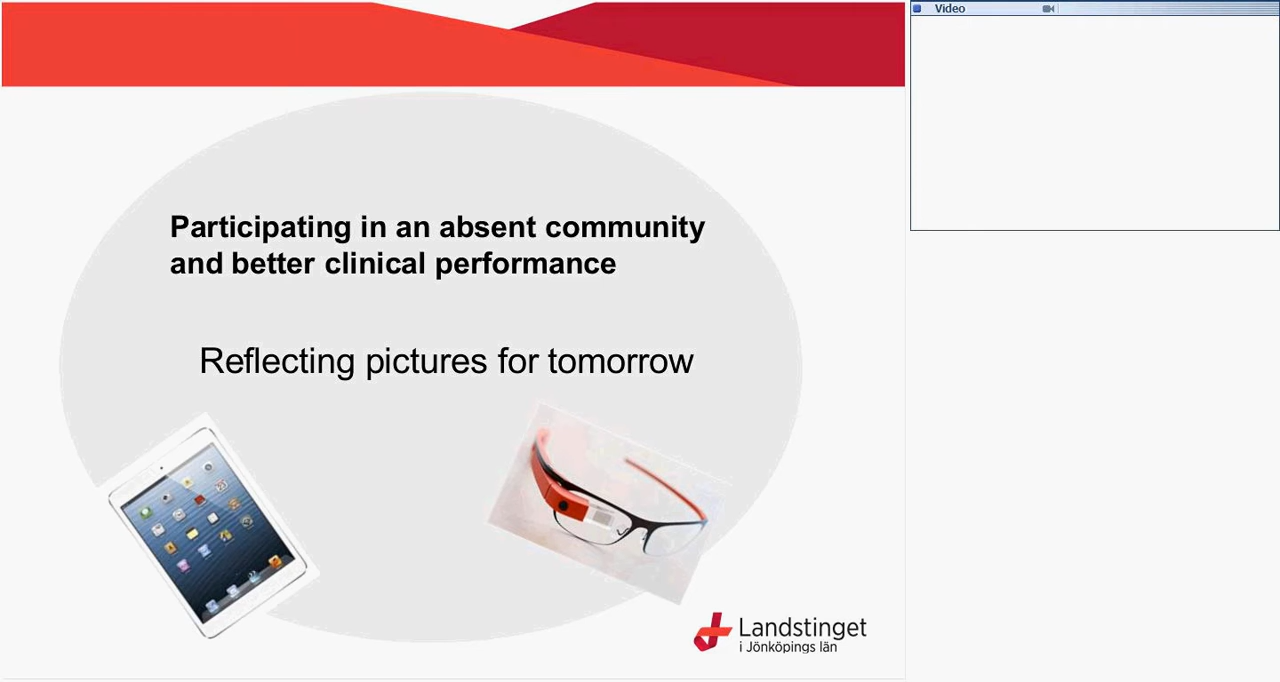 Video
Participating in an absent community
and better clinical performance
Reflecting pictures for tomorrow
Landstinget
i Jönköpings län